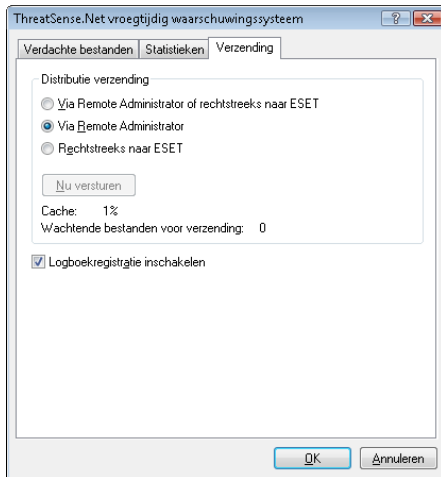 ThreatSense.Net vroegtijdig waarschuwingssysteem
Verdachte bestanden Statistieken Verzending
Distributie verzending
Via Remote Administrator of rechtstreeks naar ESET
Via Remote Administrator
Rechtstreeks naar ESET
Nu versturen
Cache: 1%
Wachtende bestanden voor verzending: 0
Logboekregistratie inschakelen
OK Annuleren